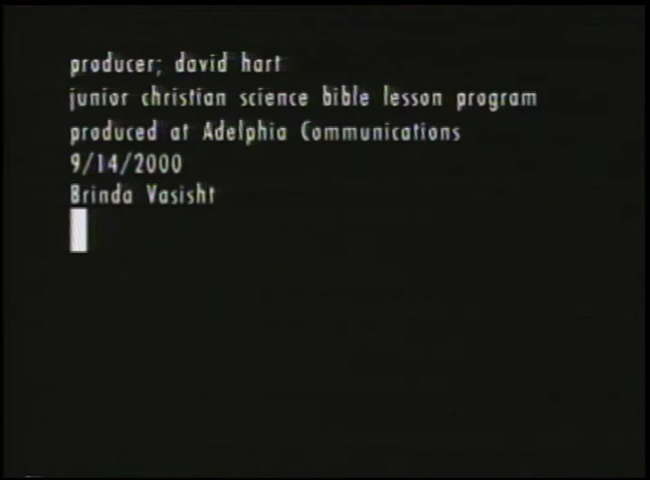 producer; david hart
junior christian science bible lesson program
produced at Adelphia Communications
9/14/2000
Brinda Vasisht